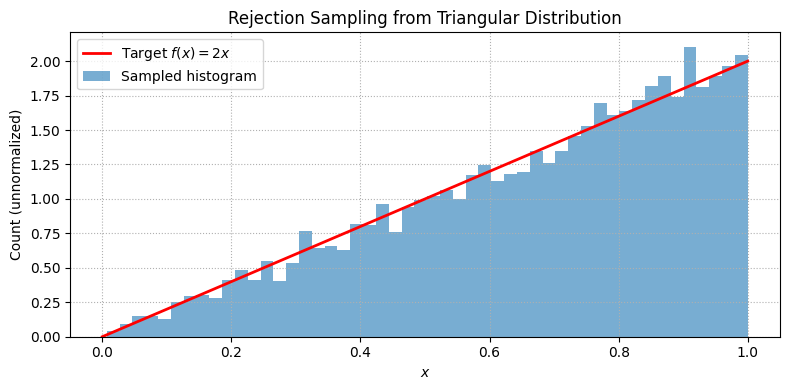 Rejection Sampling from Triangular Distribution
Target f(x) = 2x
Sampled histogram
Count (unnormalized)
2.00
1.75
1.50
1.25
1.00
0.75
0.50
0.25
0.00
0.0 0.2 0.4 0.6 0.8 1.0
x